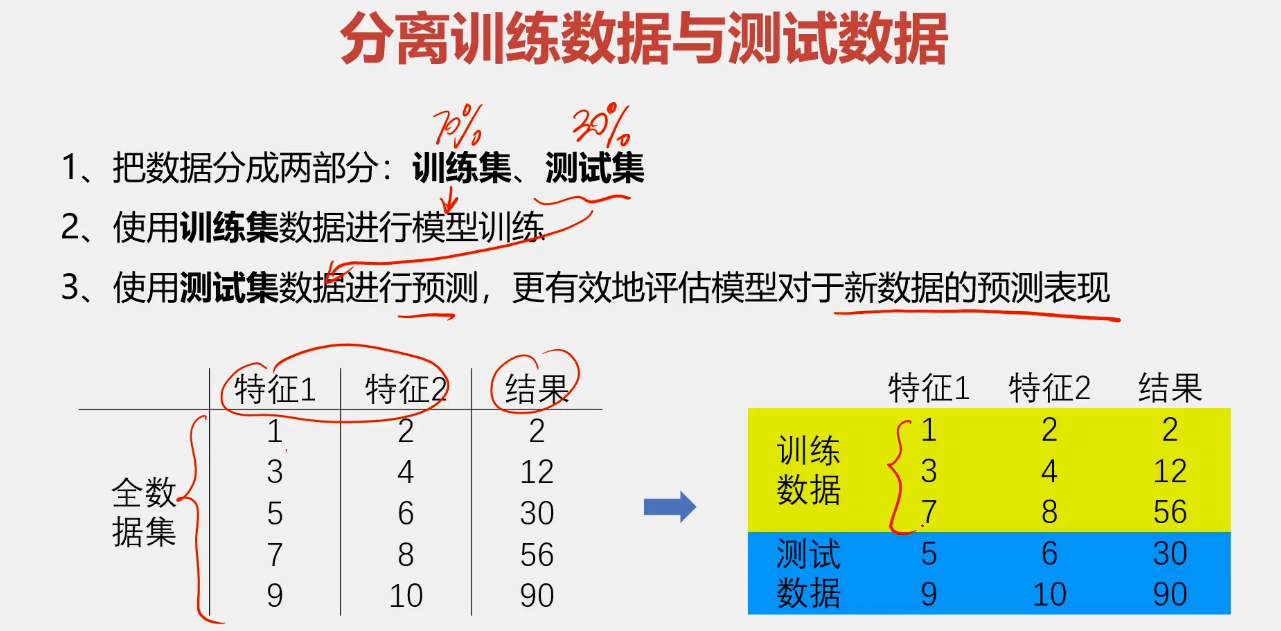 分离训练数据与测试数据
70% 30%
1、把数据分成两部分：训练集、测试集
2、使用训练集数据进行模型训练
3、使用测试集数据进行预测，更有效地评估模型对于新数据的预测表现
特征1 特征2 结果
全数据集
1 2 2
3 4 12
5 6 30
7 8 56
9 10 90
特征1 特征2 结果
训练数据
1 2 2
3 4 12
7 8 56
测试数据
5 6 30
9 10 90